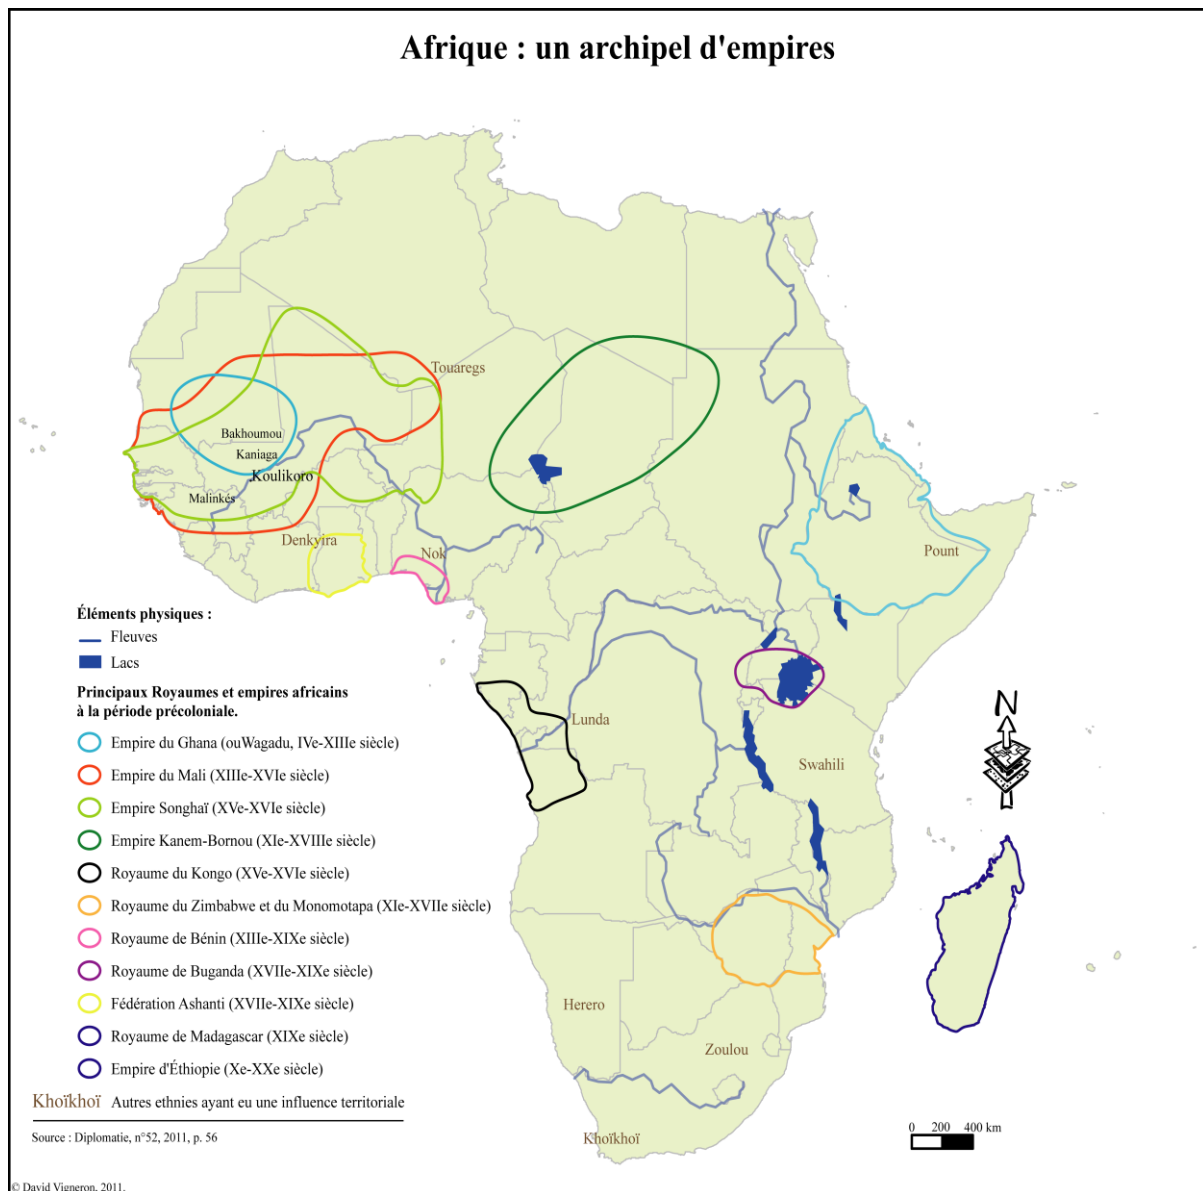 Afrique : un archipel d'empires
Touaregs
Bakhoumou
Kaniaga
.Koulikoro
Malinkés
Denkyira
Nok
Pount
Éléments physiques :
Fleuves
Lacs
Principaux Royaumes et empires africains
à la période précoloniale.
Empire du Ghana (ouWagadu, IVe-XIIIe siècle)
Empire du Mali (XIIIe-XVIe siècle)
Empire Songhaï (XVe-XVIe siècle)
Empire Kanem-Bornou (XIe-XVIIIe siècle)
Royaume du Kongo (XVe-XVIe siècle)
Royaume du Zimbabwe et du Monomotapa (XIe-XVIIe siècle)
Royaume de Bénin (XIIIe-XIXe siècle)
Royaume de Buganda (XVIIe-XIXe siècle)
Fédération Ashanti (XVIIe-XIXe siècle)
Royaume de Madagascar (XIXe siècle)
Empire d'Éthiopie (Xe-XXe siècle)
Khoïkhoï Autres ethnies ayant eu une influence territoriale
Source : Diplomatie, n°52, 2011, p. 56
© David Vigneron, 2011.
Lunda
Swahili
N
Herero
Zoulou
Khoïkhoï
0 200 400 km